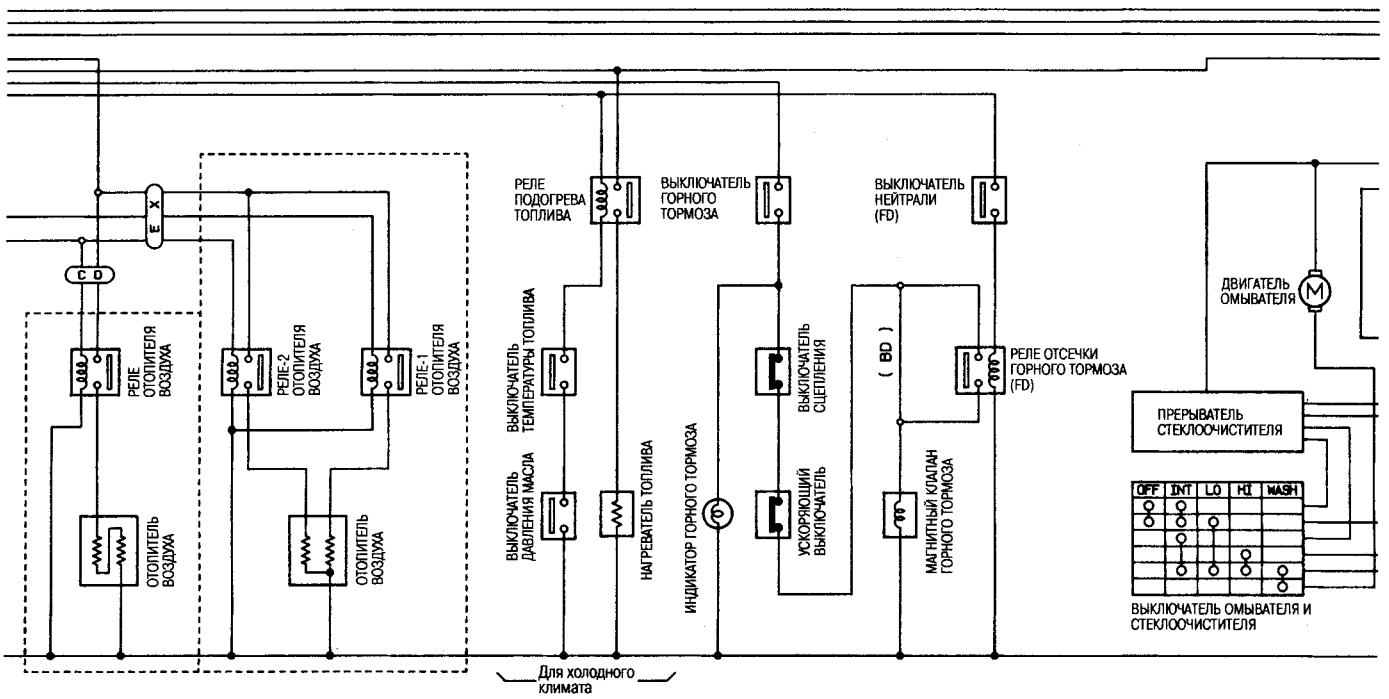 РЕЛЕ
ПОДОГРЕВА
ТОПЛИВА
ВЫКЛЮЧАТЕЛЬ
ГОРНОГО
ТОРМОЗА
ВЫКЛЮЧАТЕЛЬ
НЕЙТРАЛИ
(FD)
E X
C D
ДВИГАТЕЛЬ
ОМЫВАТЕЛЯ
M
РЕЛЕ
ОТОПИТЕЛЯ
ВОЗДУХА
РЕЛЕ-2
ОТОПИТЕЛЯ
ВОЗДУХА
РЕЛЕ-1
ОТОПИТЕЛЯ
ВОЗДУХА
ВЫКЛЮЧАТЕЛЬ
ТЕМПЕРАТУРЫ ТОПЛИВА
ВЫКЛЮЧАТЕЛЬ
СЦЕПЛЕНИЯ
( BD )
РЕЛЕ ОТСЕЧКИ
ГОРНОГО ТОРМОЗА
(FD)
ПРЕРЫВАТЕЛЬ
СТЕКЛООЧИСТИТЕЛЯ
ОТОПИТЕЛЬ
ВОЗДУХА
ОТОПИТЕЛЬ
ВОЗДУХА
ВЫКЛЮЧАТЕЛЬ
ДАВЛЕНИЯ МАСЛА
НАГРЕВАТЕЛЬ ТОПЛИВА
ИНДИКАТОР ГОРНОГО ТОРМОЗА
УСКОРЯЮЩИЙ
ВЫКЛЮЧАТЕЛЬ
МАГНИТНЫЙ КЛАПАН
ГОРНОГО ТОРМОЗА
OFF INT LO HI WASH
ВЫКЛЮЧАТЕЛЬ ОМЫВАТЕЛЯ И
СТЕКЛООЧИСТИТЕЛЯ
Для холодного
климата